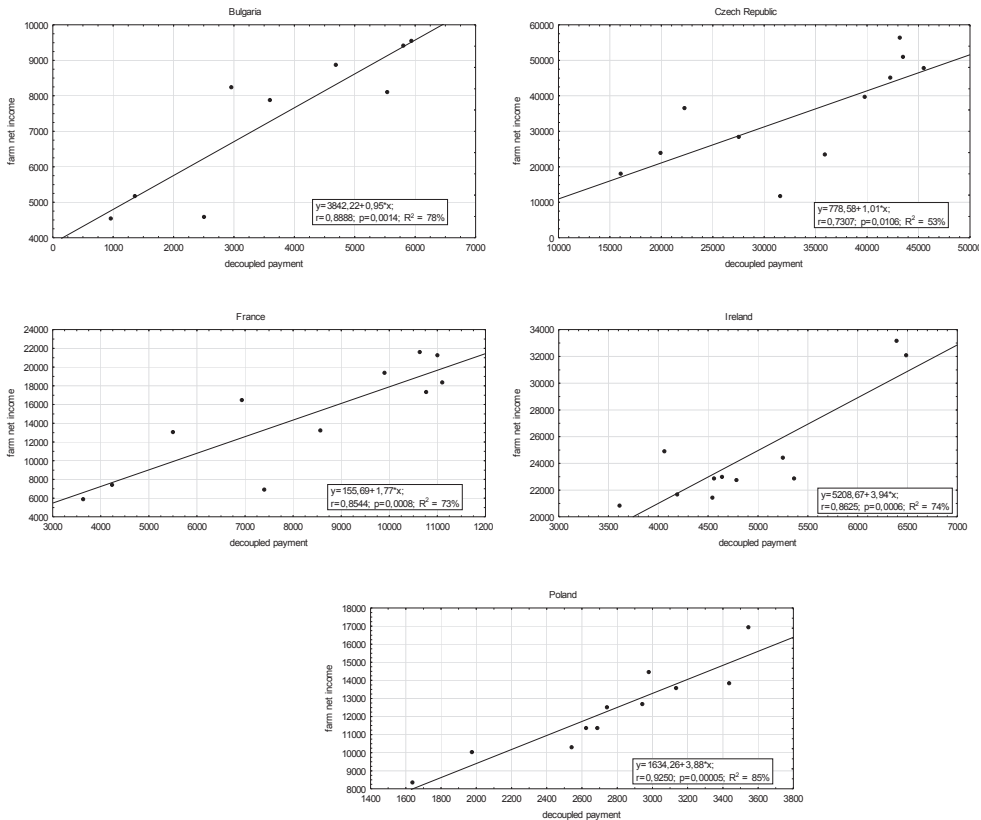 Bulgaria
10000
9000
8000
7000
6000
5000
4000
farm net income
y=3842,22+0,95*x;
r=0,8888; p=0,0014; R² = 78%
0 1000 2000 3000 4000 5000 6000 7000
decoupled payment
Czech Republic
60000
50000
40000
30000
20000
10000
0
farm net income
y=778,58+1,01*x;
r=0,7307; p=0,0106; R² = 53%
10000 15000 20000 25000 30000 35000 40000 45000 50000
decoupled payment
France
24000
22000
20000
18000
16000
14000
12000
10000
8000
6000
4000
farm net income
y=155,69+1,77*x;
r=0,8544; p=0,0008; R² = 73%
3000 4000 5000 6000 7000 8000 9000 10000 11000 12000
decoupled payment
Ireland
34000
32000
30000
28000
26000
24000
22000
20000
farm net income
y=5208,67+3,94*x;
r=0,8625; p=0,0006; R² = 74%
3000 3500 4000 4500 5000 5500 6000 6500 7000
decoupled payment
Poland
18000
17000
16000
15000
14000
13000
12000
11000
10000
9000
8000
farm net income
y=1634,26+3,88*x;
r=0,9250; p=0,00005; R² = 85%
1400 1600 1800 2000 2200 2400 2600 2800 3000 3200 3400 3600 3800
decoupled payment